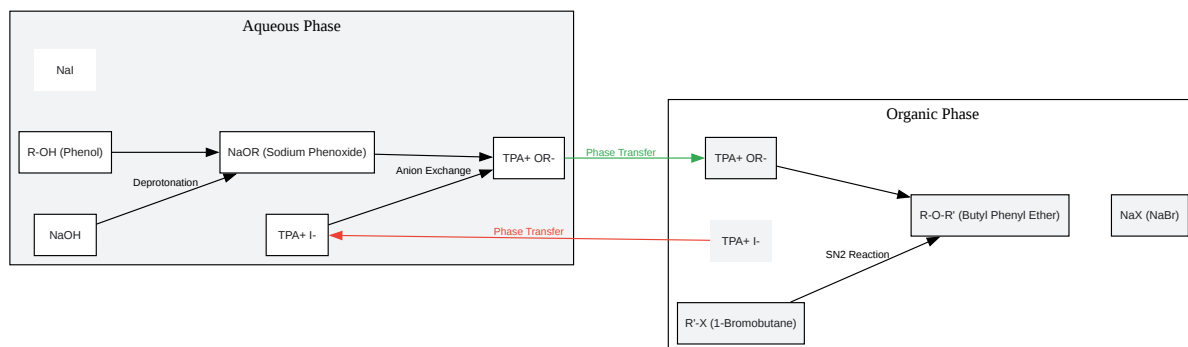 Aqueous Phase
NaI
R-OH (Phenol)
NaOR (Sodium Phenoxide)
TPA+ OR-
Deprotonation
Anion Exchange
NaOH
TPA+ I-
Phase Transfer
Phase Transfer
Organic Phase
TPA+ OR-
R-O-R' (Butyl Phenyl Ether)
NaX (NaBr)
TPA+ I-
SN2 Reaction
R'-X (1-Bromobutane)